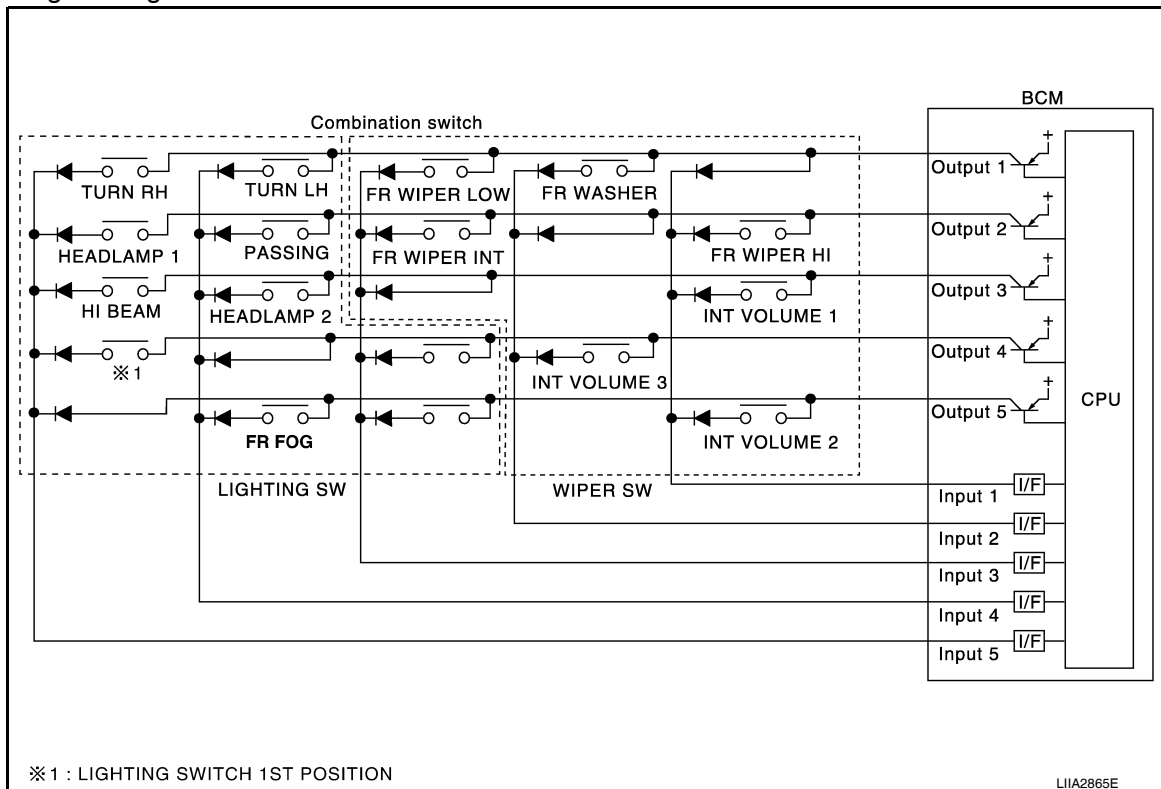 BCM
Combination switch
+
Output 1
TURN RH
TURN LH
FR WIPER LOW
FR WASHER
+
Output 2
HEADLAMP 1
PASSING
FR WIPER INT
FR WIPER HI
+
Output 3
HI BEAM
HEADLAMP 2
INT VOLUME 1
+
Output 4
※1
INT VOLUME 3
+
CPU
Output 5
FR FOG
INT VOLUME 2
LIGHTING SW
WIPER SW
Input 1
I/F
Input 2
I/F
Input 3
I/F
Input 4
I/F
Input 5
I/F
※1 : LIGHTING SWITCH 1ST POSITION
LIIA2865E